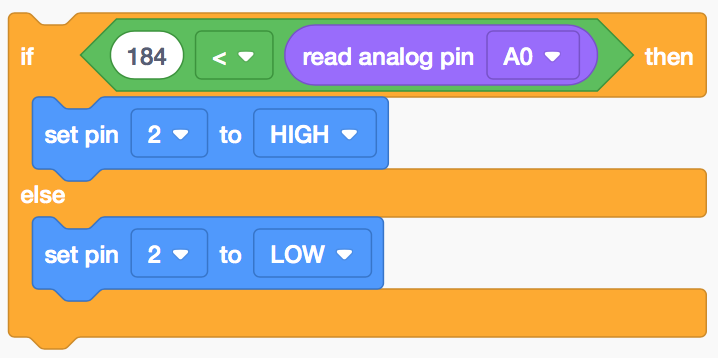 if 184 < read analog pin A0 then
set pin 2 to HIGH
else
set pin 2 to LOW